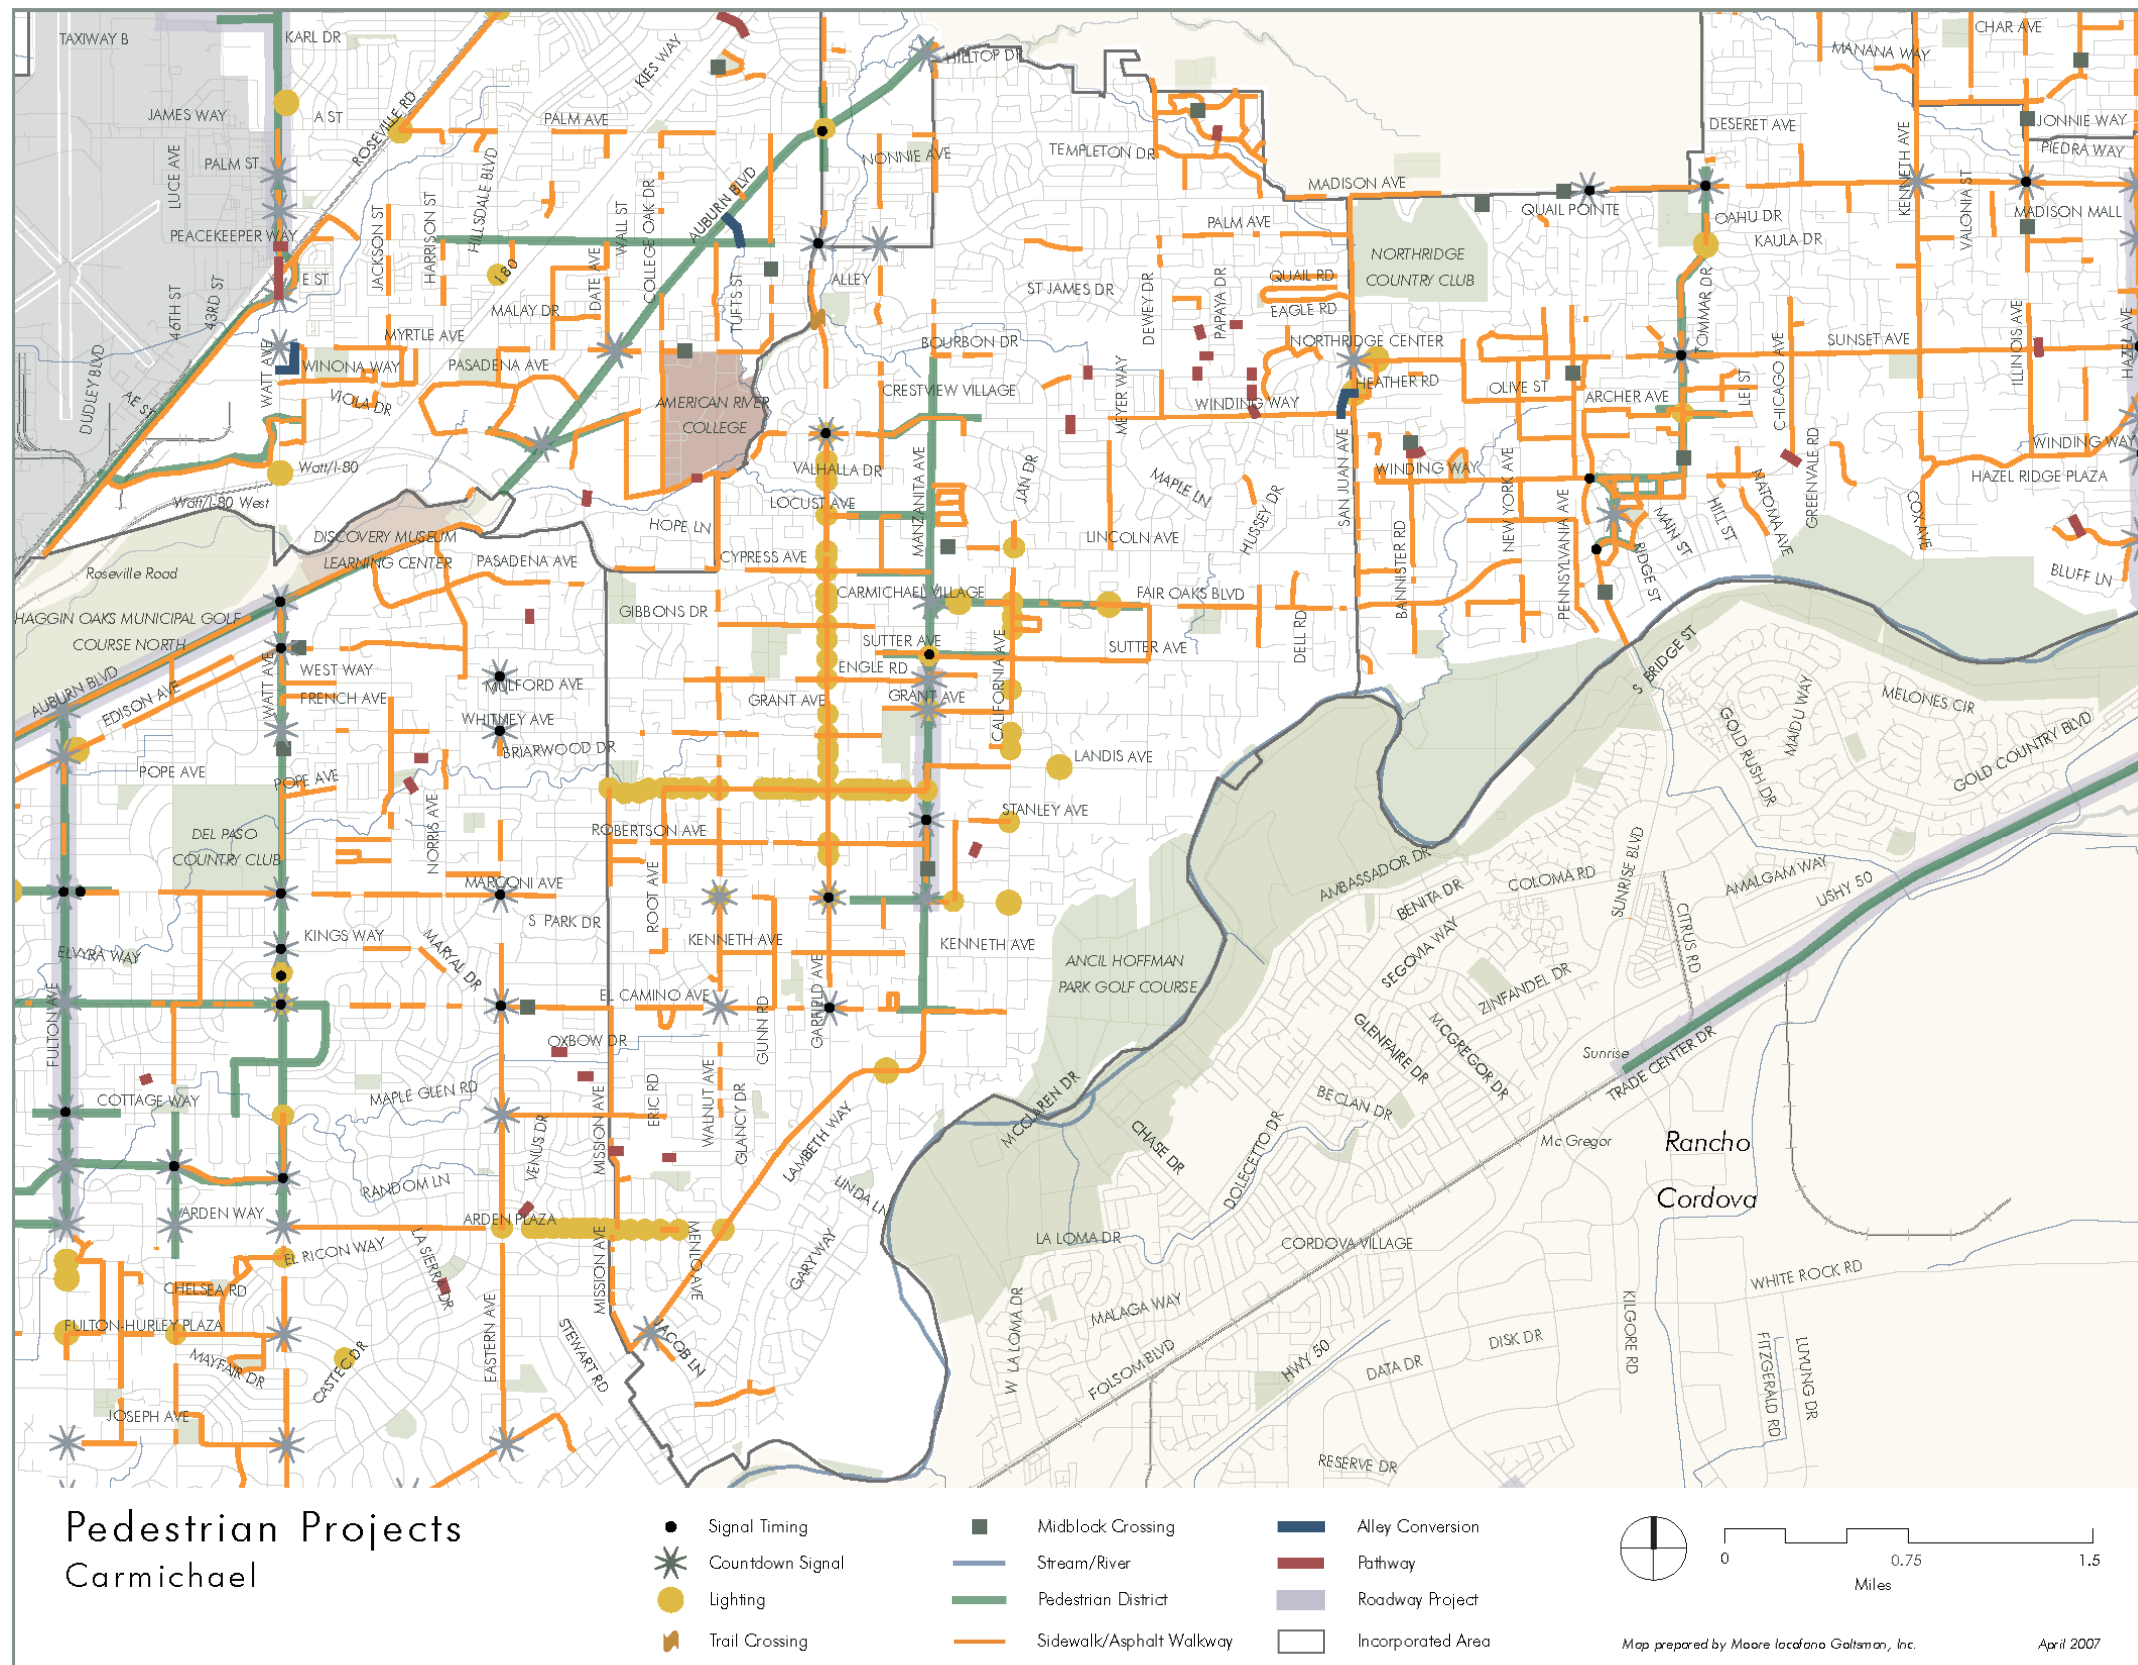 TAXIWAY B
KARL DR
KIES WAY
HILLTOP DR
MANANA WAY
CHAR AVE
JAMES WAY
A ST
ROSEVILLE RD
PALM AVE
DESERET AVE
JONNIE WAY
PIEDRA WAY
LUCE AVE
PALM ST
HILLSDALE BLVD
NONNIE AVE
TEMPLETON DR
MADISON AVE
KENNETH AVE
VALONIA ST
PEACEKEEPER WAY
JACKSON ST
HARRISON ST
WALL ST
COLLEGE OAK DR
AUBURN BLVD
PALM AVE
QUAIL POINTE
OAHU DR
MADISON MALL
KAULA DR
NORTHRIDGE
COUNTRY CLUB
46TH ST
43RD ST
E ST
I 80
DATE AVE
TUFTS ST
ALLEY
ST JAMES DR
DEWEY DR
PAPAYA DR
QUAIL RD
EAGLE RD
TOMMAR DR
MALAY DR
MYRTLE AVE
BOURBON DR
NORTHRIDGE CENTER
CHICAGO AVE
SUNSET AVE
ILLINOIS AVE
HAZEL AVE
DUDLEY BLVD
AE ST
WATT AVE
WINONA WAY
PASADENA AVE
VIOLA DR
AMERICAN RIVER
COLLEGE
CRESTVIEW VILLAGE
MEYER WAY
WINDING WAY
HEATHER RD
OLIVE ST
ARCHER AVE
LEI ST
GREENVALE RD
WINDING WAY
HAZEL RIDGE PLAZA
Watt/I-80
Watt/I-80 West
VALHALLA DR
LOCUST AVE
MANZANITA AVE
JAN DR
MAPLE LN
HUSSEY DR
SAN JUAN AVE
WINDING WAY
NEW YORK AVE
PENNSYLVANIA AVE
MAIN ST
HILL ST
NATOMA AVE
COX AVE
HOPE LN
DISCOVERY MUSEUM
LEARNING CENTER
PASADENA AVE
CYPRESS AVE
LINCOLN AVE
BANNISTER RD
RIDGE ST
BLUFF LN
Roseville Road
HAGGIN OAKS MUNICIPAL GOLF
COURSE NORTH
GIBBONS DR
CARMICHAEL VILLAGE
FAIR OAKS BLVD
SUTTER AVE
SUTTER AVE
ENGLE RD
CALIFORNIA AVE
DELL RD
S BRIDGE ST
AUBURN BLVD
EDISON AVE
WATT AVE
WEST WAY
FRENCH AVE
MULFORD AVE
WHITNEY AVE
BRIARWOOD DR
GRANT AVE
GRANT AVE
LANDIS AVE
GOLD RUSH DR
MAIDU WAY
MELONES CIR
GOLD COUNTRY BLVD
POPE AVE
POPE AVE
STANLEY AVE
DEL PASO
COUNTRY CLUB
NORRIS AVE
ROBERTSON AVE
ROOT AVE
AMBASSADOR DR
BENITA DR
COLOMA RD
SUNRISE BLVD
AMALGAM WAY
USHY 50
MARCONI AVE
S PARK DR
KINGS WAY
MARYAL DR
KENNETH AVE
KENNETH AVE
ELVYRA WAY
ANCIL HOFFMAN
PARK GOLF COURSE
SEGOVIA WAY
ZINFANDEL DR
CITRUS RD
FULTON AVE
EL CAMINO AVE
GUNN RD
GARFIELD AVE
GLENFAIRE DR
MCGREGOR DR
OXBOW DR
Sunrise
TRADE CENTER DR
COTTAGE WAY
MAPLE GLEN RD
MISSION AVE
ERIC RD
WALNUT AVE
GLANCY DR
LAMBETH WAY
MCCLAREN DR
BECLAN DR
CHASE DR
DOLECETTO DR
Mc Gregor
Rancho
Cordova
VENUS DR
RANDOM LN
LINDA LN
ARDEN WAY
ARDEN PLAZA
EL RICON WAY
LA SIERRA DR
MISSION AVE
MENLO AVE
GARY WAY
LA LOMA DR
CORDOVA VILLAGE
WHITE ROCK RD
CHELSEA RD
FULTON-HURLEY PLAZA
EASTERN AVE
STEWART RD
JACOB LN
MALAGA WAY
W LA LOMA DR
FOLSOM BLVD
HWY 50
DATA DR
DISK DR
KILGORE RD
FITZGERALD RD
LUYUNG DR
MAYFAIR DR
CASTEC DR
JOSEPH AVE
RESERVE DR
Pedestrian Projects
Carmichael
Signal Timing
Countdown Signal
Lighting
Trail Crossing
Midblock Crossing
Stream/River
Pedestrian District
Sidewalk/Asphalt Walkway
Alley Conversion
Pathway
Roadway Project
Incorporated Area
0 0.75 1.5
Miles
Map prepared by Moore Iacofano Goltsman, Inc. April 2007